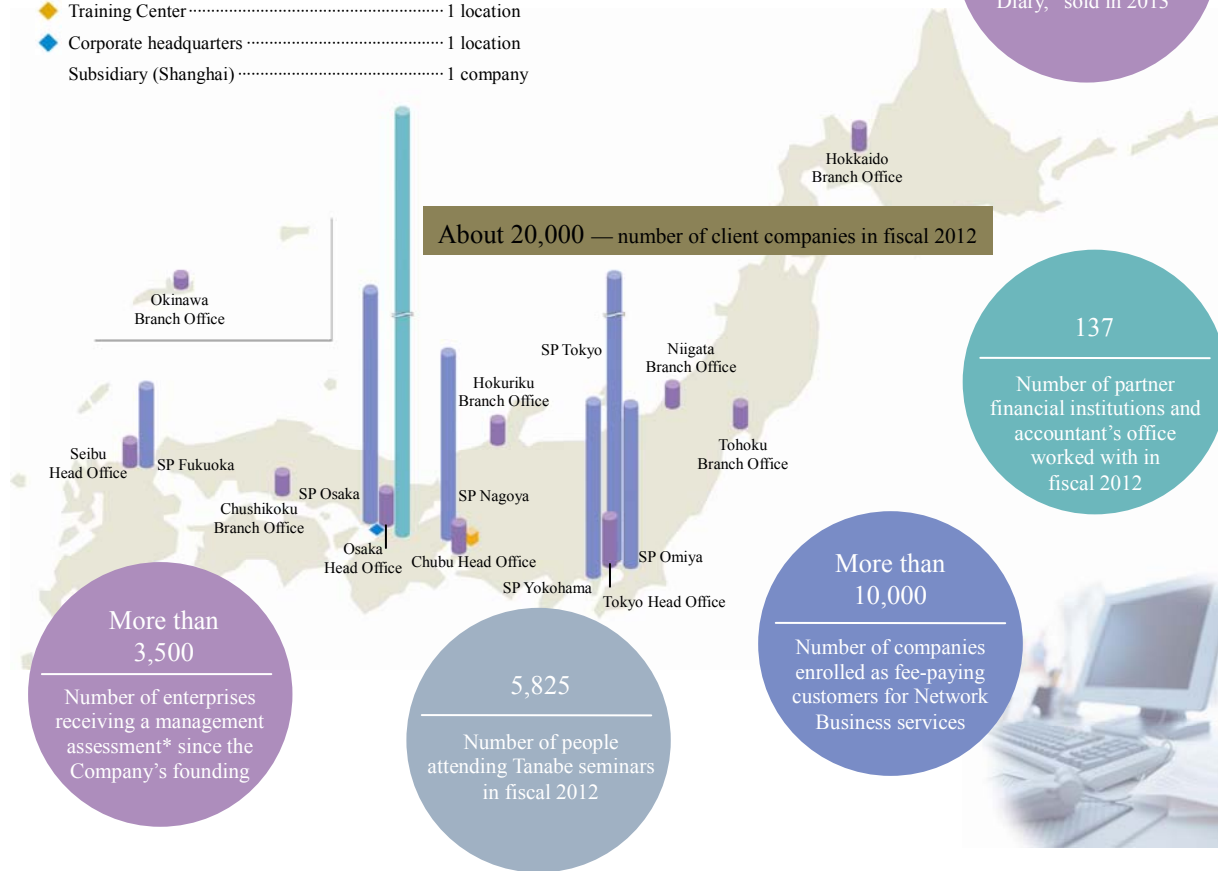 Training Center ················ 1 location
Corporate headquarters ················ 1 location
Subsidiary (Shanghai) ················ 1 company
Diary,” sold in 2013
Hokkaido
Branch Office
About 20,000 — number of client companies in fiscal 2012
Okinawa
Branch Office
SP Tokyo
Niigata
Branch Office
Hokuriku
Branch Office
Tohoku
Branch Office
Seibu
Head Office
SP Fukuoka
Chushikoku
Branch Office
SP Osaka
Osaka
Head Office
SP Nagoya
Chubu Head Office
SP Yokohama
Tokyo Head Office
SP Omiya
137
Number of partner
financial institutions and
accountant’s office
worked with in
fiscal 2012
More than
3,500
Number of enterprises
receiving a management
assessment* since the
Company’s founding
5,825
Number of people
attending Tanabe seminars
in fiscal 2012
More than
10,000
Number of companies
enrolled as fee-paying
customers for Network
Business services